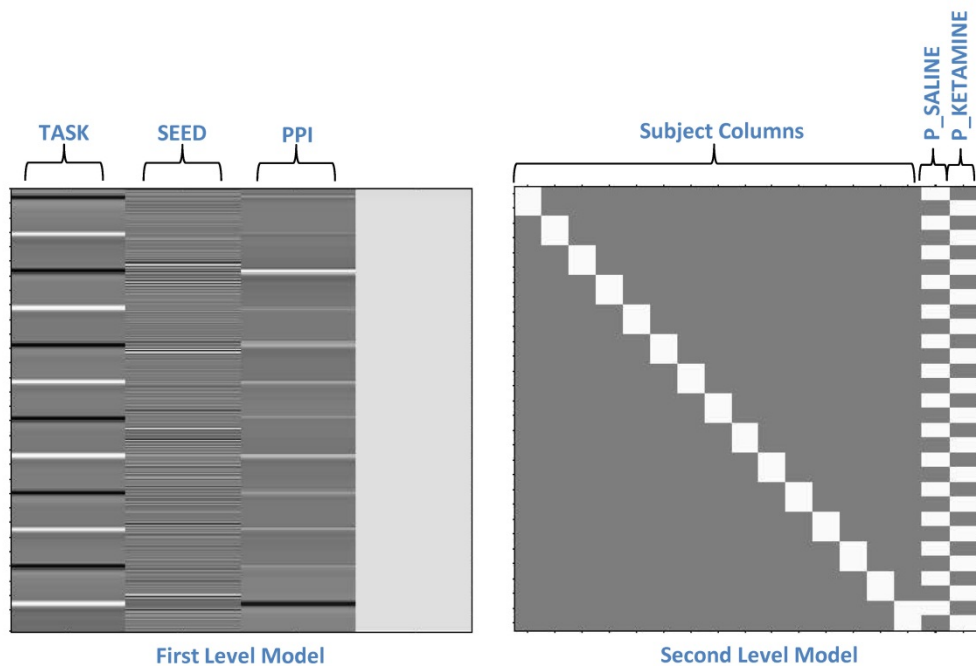 TASK
SEED
PPI
Subject Columns
P_SALINE
P_KETAMINE
First Level Model
Second Level Model